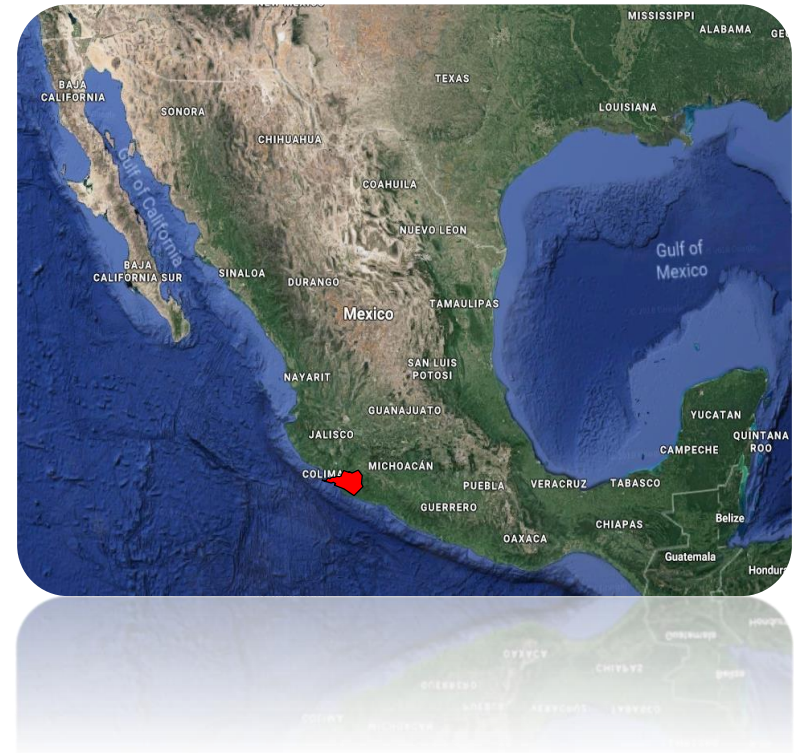 MISSISSIPPI
ALABAMA
TEXAS
BAJA
CALIFORNIA
LOUISIANA
SONORA
CHIHUAHUA
Gulf of California
COAHUILA
NUEVO LEON
Gulf of
Mexico
BAJA
CALIFORNIA SUR
SINALOA
DURANGO
TAMAULIPAS
Mexico
SAN LUIS
POTOSI
NAYARIT
GUANAJUATO
YUCATAN
JALISCO
QUINTANA
ROO
CAMPECHE
MICHOACÁN
COLIMA
PUEBLA
VERACRUZ
TABASCO
GUERRERO
Belize
CHIAPAS
OAXACA
Guatemala
Hondur